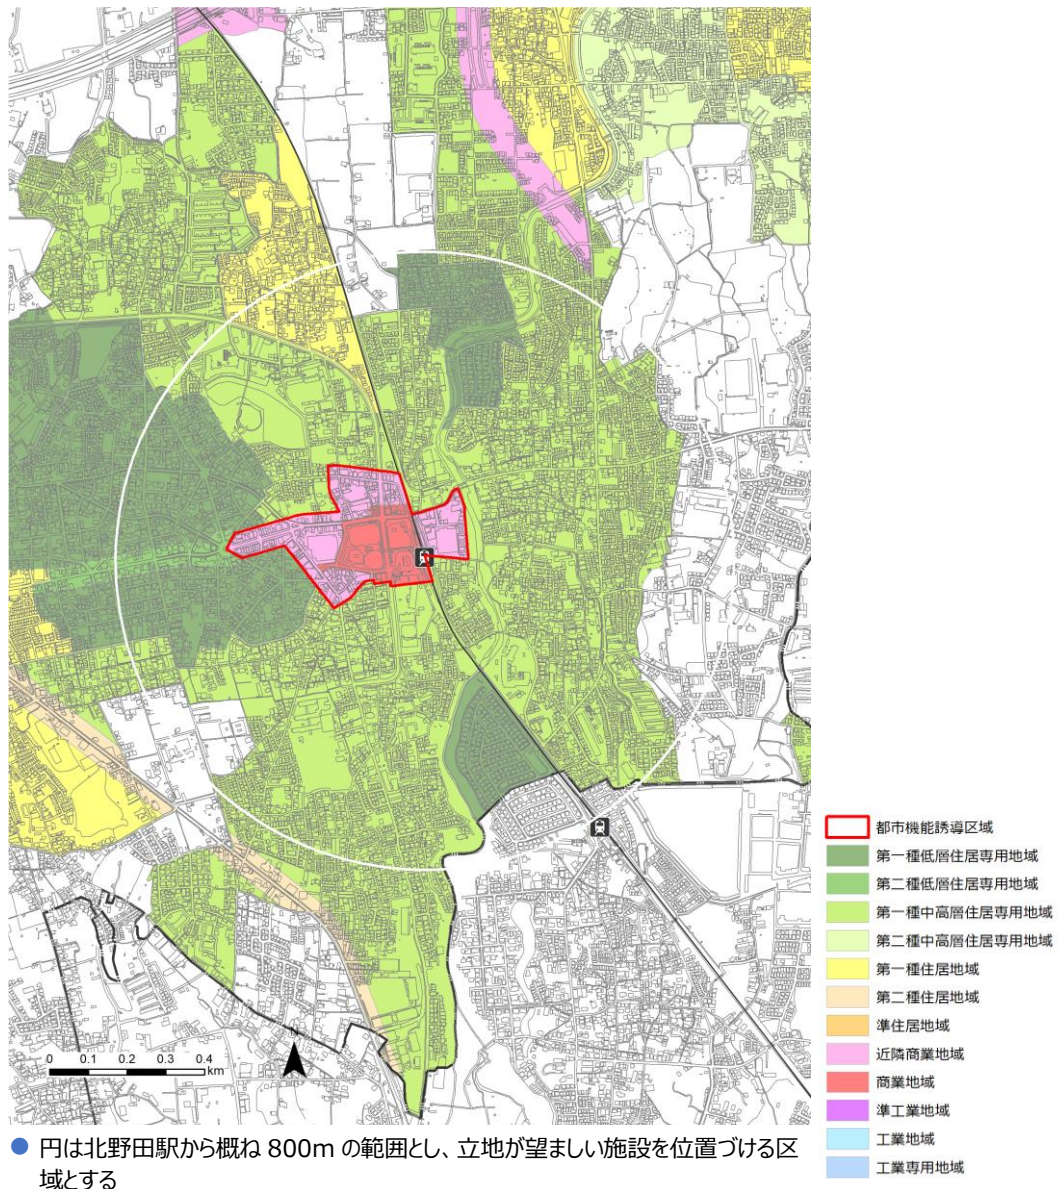 都市機能誘導区域
第一種低層住居専用地域
第二種低層住居専用地域
第一種中高層住居専用地域
第二種中高層住居専用地域
第一種住居地域
第二種住居地域
準住居地域
近隣商業地域
商業地域
準工業地域
工業地域
工業専用地域
0 0.1 0.2 0.3 0.4
km
● 円は北野田駅から概ね 800m の範囲とし、立地が望ましい施設を位置づける区
域とする